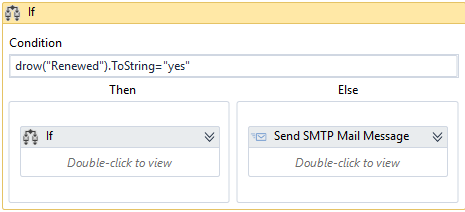 If
Condition
drow("Renewed").ToString="yes"
Then
Else
If
Send SMTP Mail Message
Double-click to view
Double-click to view